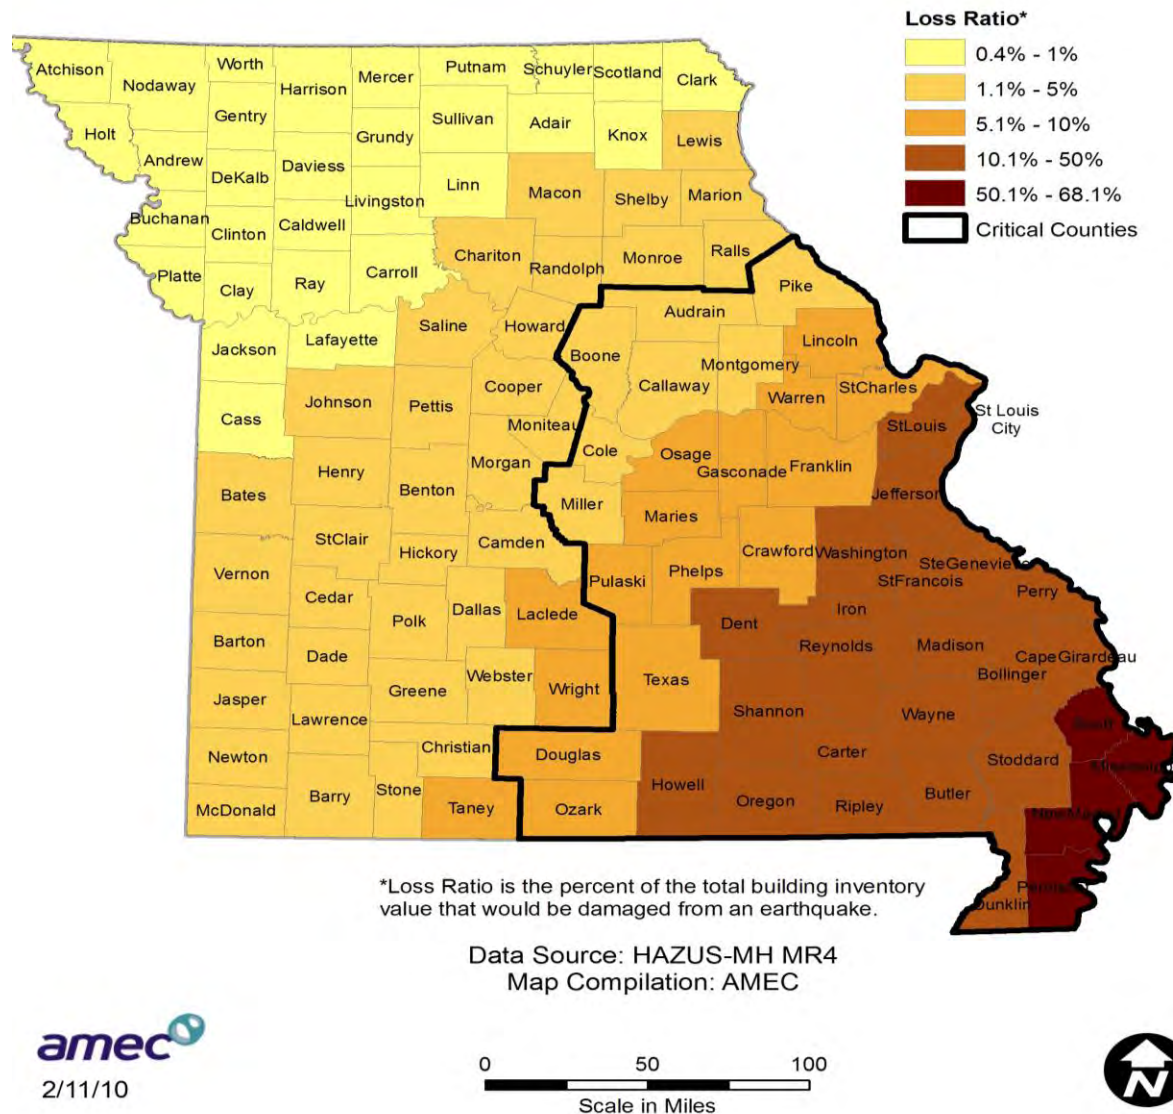 Loss Ratio*
0.4% - 1%
1.1% - 5%
5.1% - 10%
10.1% - 50%
50.1% - 68.1%
Critical Counties
Atchison
Nodaway
Worth
Harrison
Mercer
Putnam
Schuyler
Scotland
Clark
Holt
Andrew
Gentry
DeKalb
Daviess
Grundy
Sullivan
Adair
Knox
Lewis
Buchanan
Clinton
Caldwell
Livingston
Linn
Macon
Shelby
Marion
Platte
Clay
Ray
Carroll
Chariton
Randolph
Monroe
Ralls
Pike
Jackson
Lafayette
Saline
Howard
Boone
Audrain
Lincoln
Cass
Johnson
Pettis
Cooper
Moniteau
Callaway
Montgomery
Warren
StCharles
St Louis
City
StLouis
Bates
Henry
Benton
Morgan
Cole
Osage
Gasconade
Franklin
Jefferson
Vernon
StClair
Hickory
Camden
Miller
Maries
Crawford
Washington
SteGenevieve
StFrancois
Perry
Cedar
Polk
Dallas
Laclede
Pulaski
Phelps
Dent
Iron
Reynolds
Madison
CapeGirardeau
Bollinger
Barton
Dade
Webster
Wright
Texas
Jasper
Greene
Shannon
Wayne
Scott
Lawrence
Newton
Christian
Douglas
Howell
Carter
Stoddard
McDonald
Barry
Stone
Taney
Ozark
Oregon
Ripley
Butler
Dunklin
*Loss Ratio is the percent of the total building inventory
value that would be damaged from an earthquake.
Data Source: HAZUS-MH MR4
Map Compilation: AMEC
amec
2/11/10
0 50 100
Scale in Miles
N